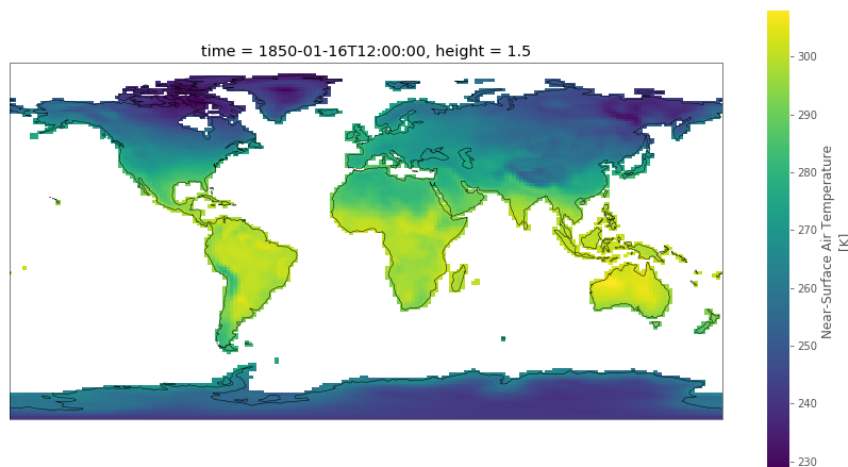 time = 1850-01-16T12:00:00, height = 1.5
300
290
280
270
260
250
240
230
Near-Surface Air Temperature
[K]